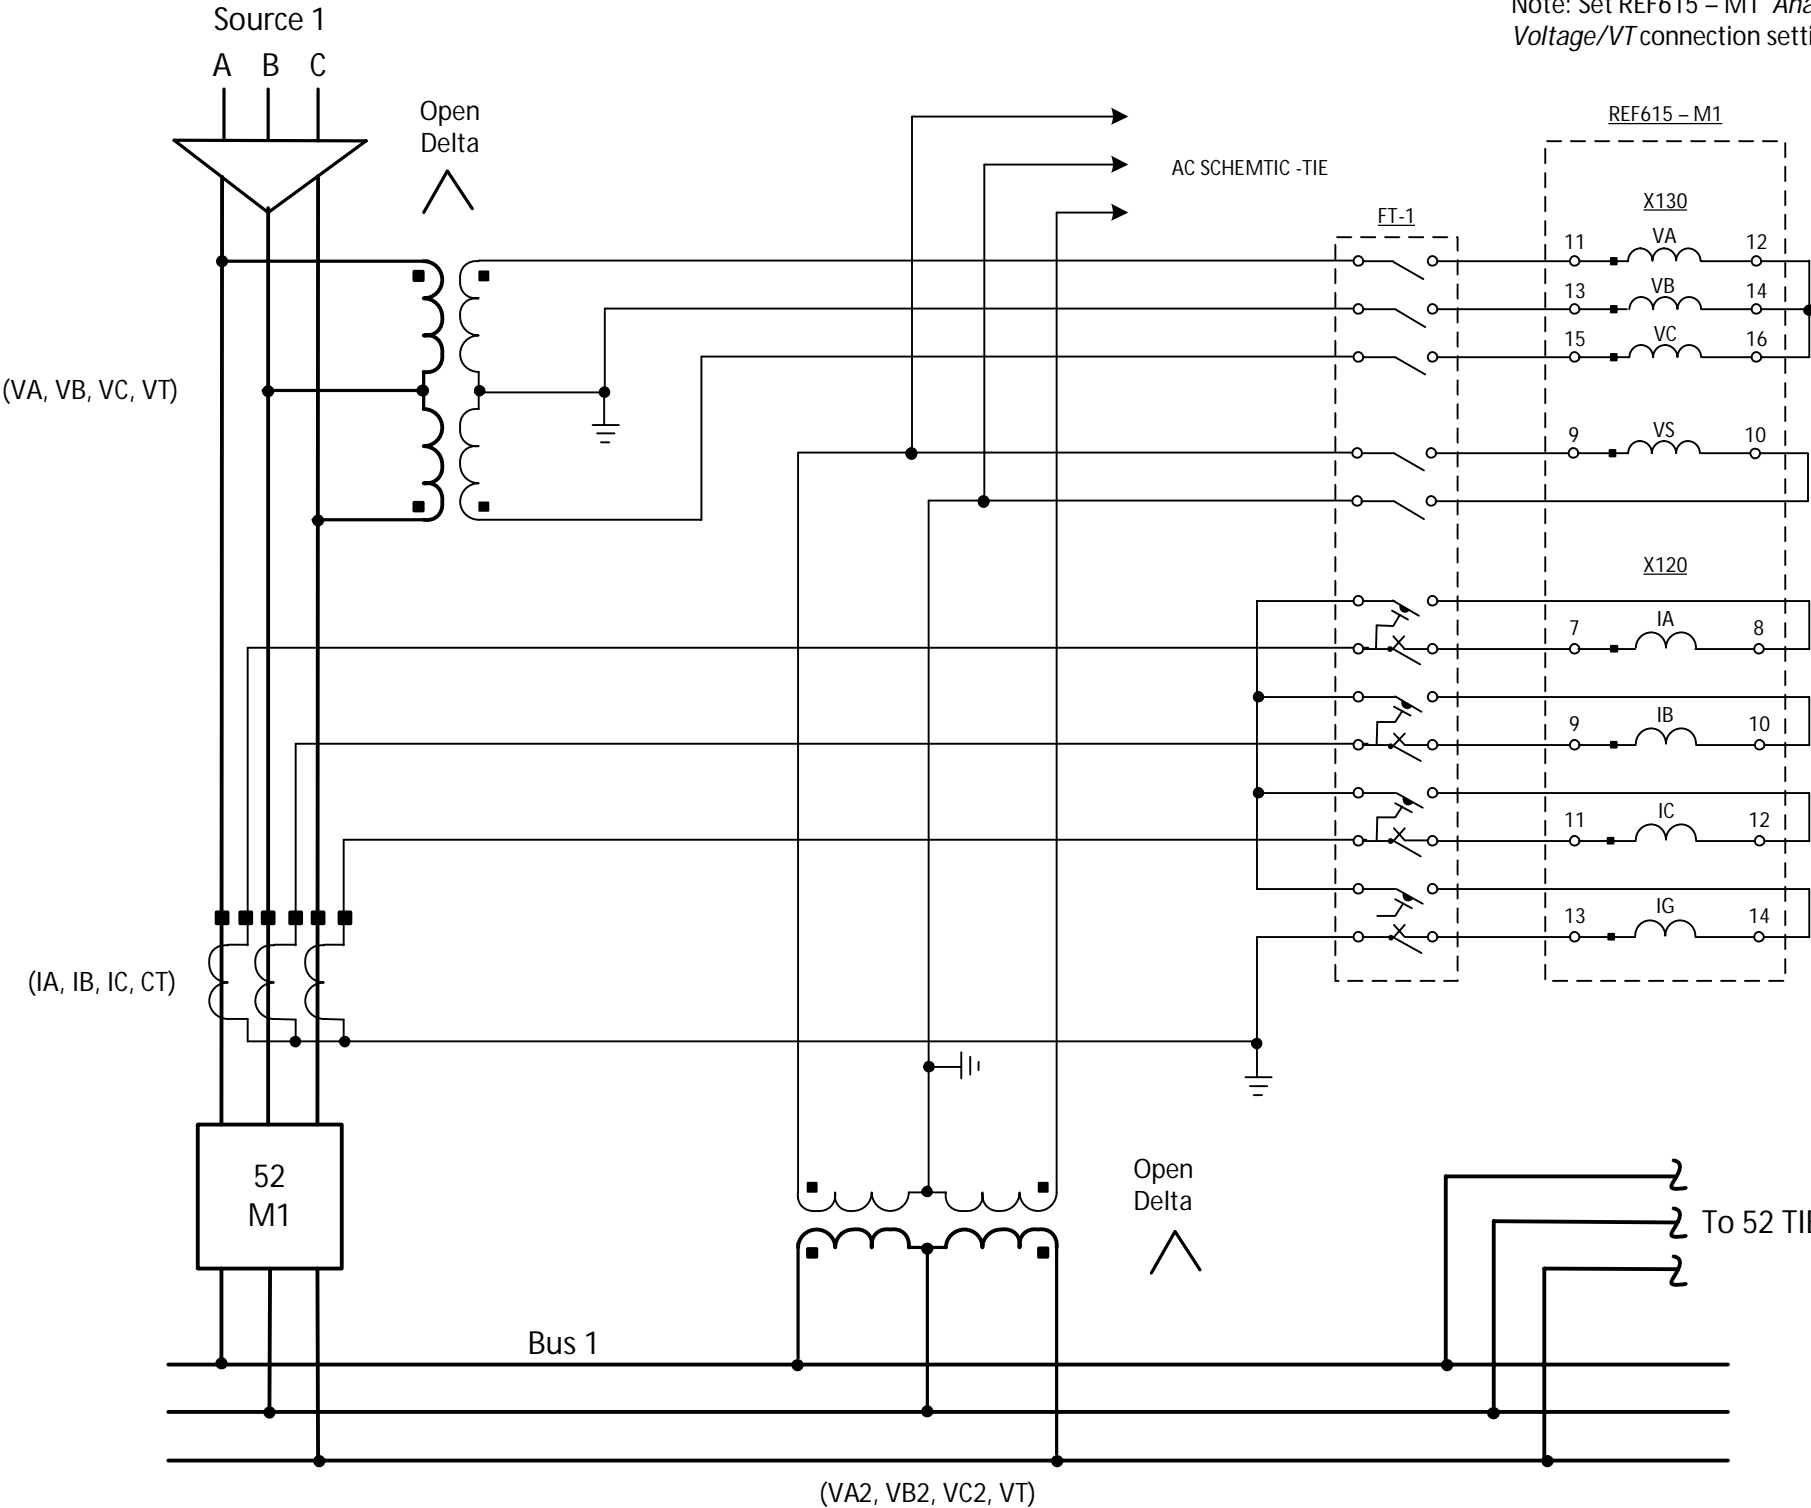 Source 1
A B C
Note: Set REF615 – M1
Voltage/VT connection
Open
Delta
REF615 – M1
AC SCHEMTIC -TIE
FT-1
X130
11 VA 12
13 VB 14
15 VC 16
(VA, VB, VC, VT)
9 VS 10
X120
7 IA 8
9 IB 10
11 IC 12
13 IG 14
(IA, IB, IC, CT)
52
M1
Open
Delta
To 52
Bus 1
(VA2, VB2, VC2, VT)